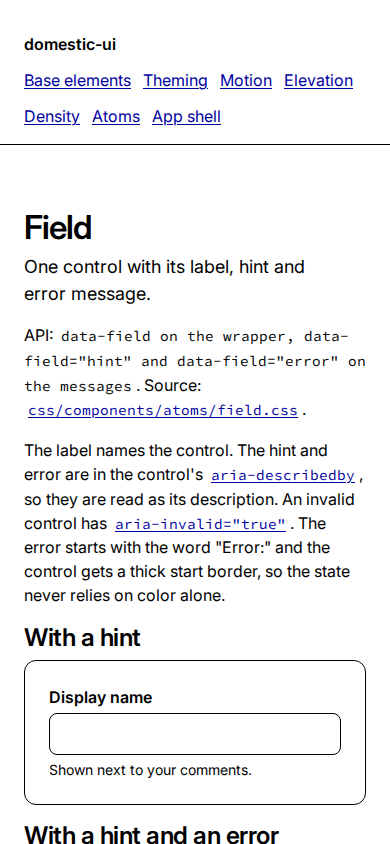 domestic-ui
Base elements Theming Motion Elevation
Density Atoms App shell
Field
One control with its label, hint and
error message.
API: data-field on the wrapper, data-
field="hint" and data-field="error" on
the messages . Source:
css/components/atoms/field.css .
The label names the control. The hint and
error are in the control's aria-describedby ,
so they are read as its description. An invalid
control has aria-invalid="true" . The
error starts with the word "Error:" and the
control gets a thick start border, so the state
never relies on color alone.
With a hint
Display name
Shown next to your comments.
With a hint and an error